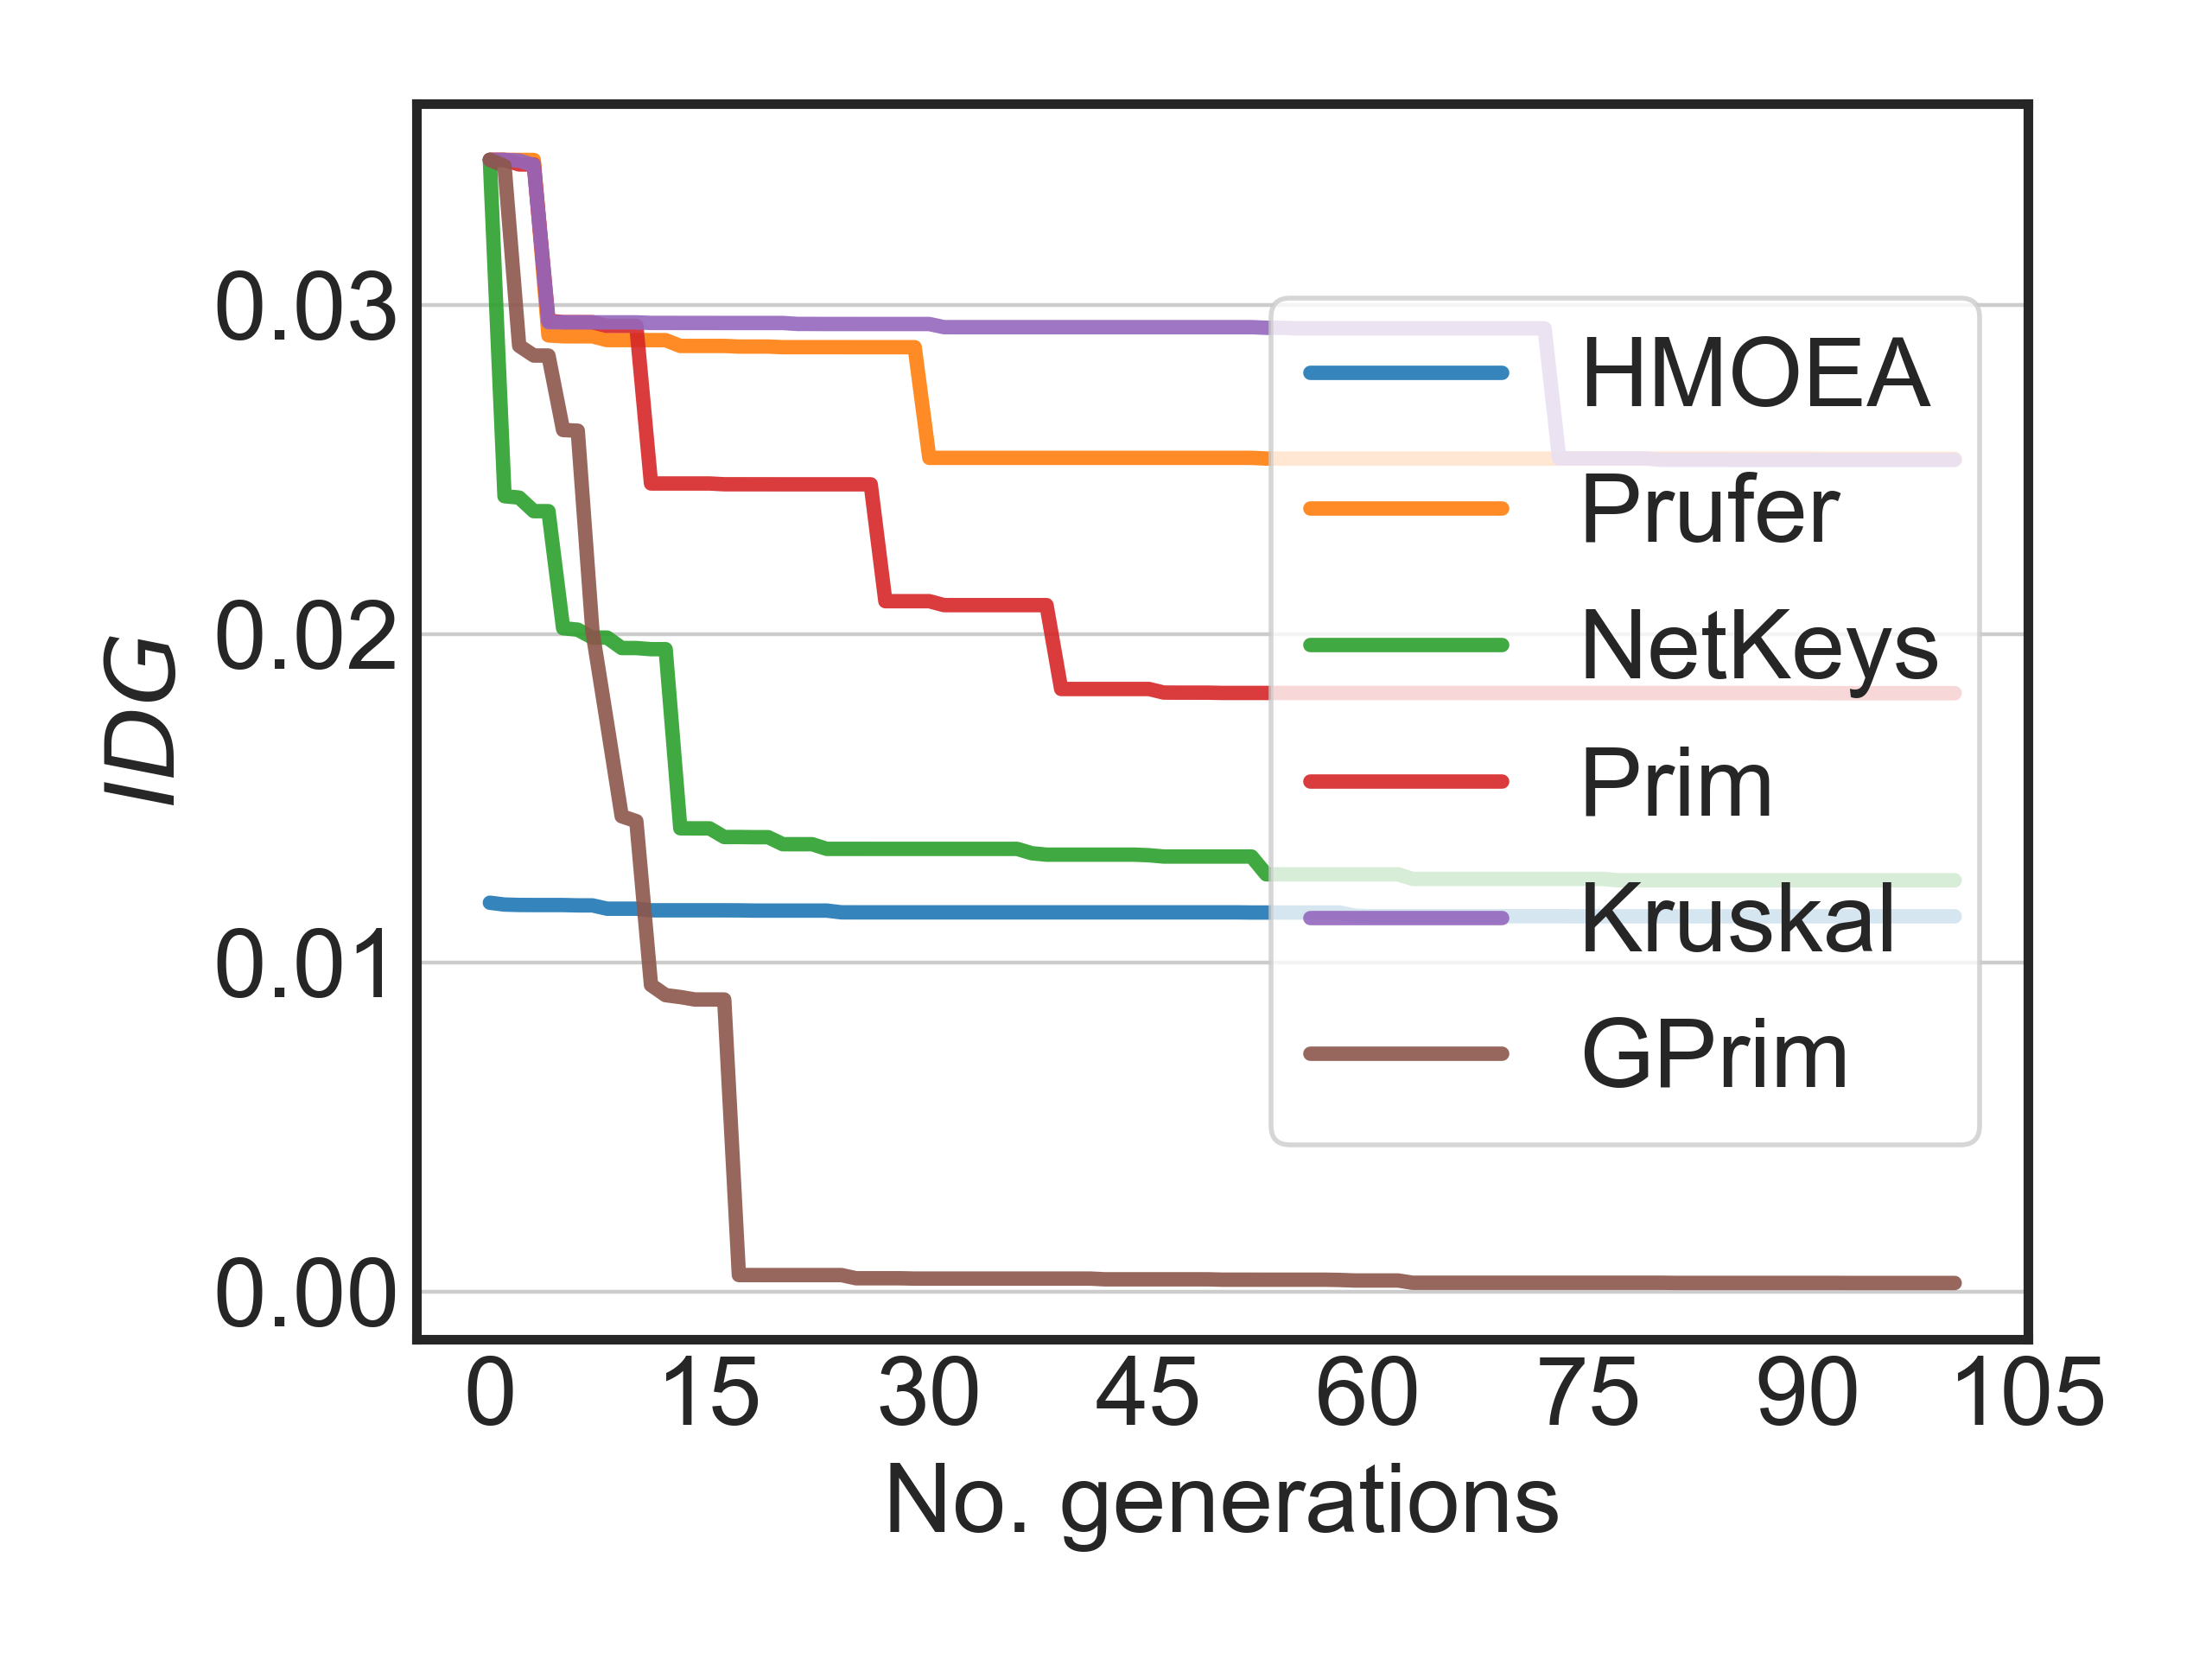 0.03
0.02
0.01
0.00
IDG
0 15 30 45 60 75 90 105
No. generations
HMOEA
Prufer
NetKeys
Prim
Kruskal
GPrim